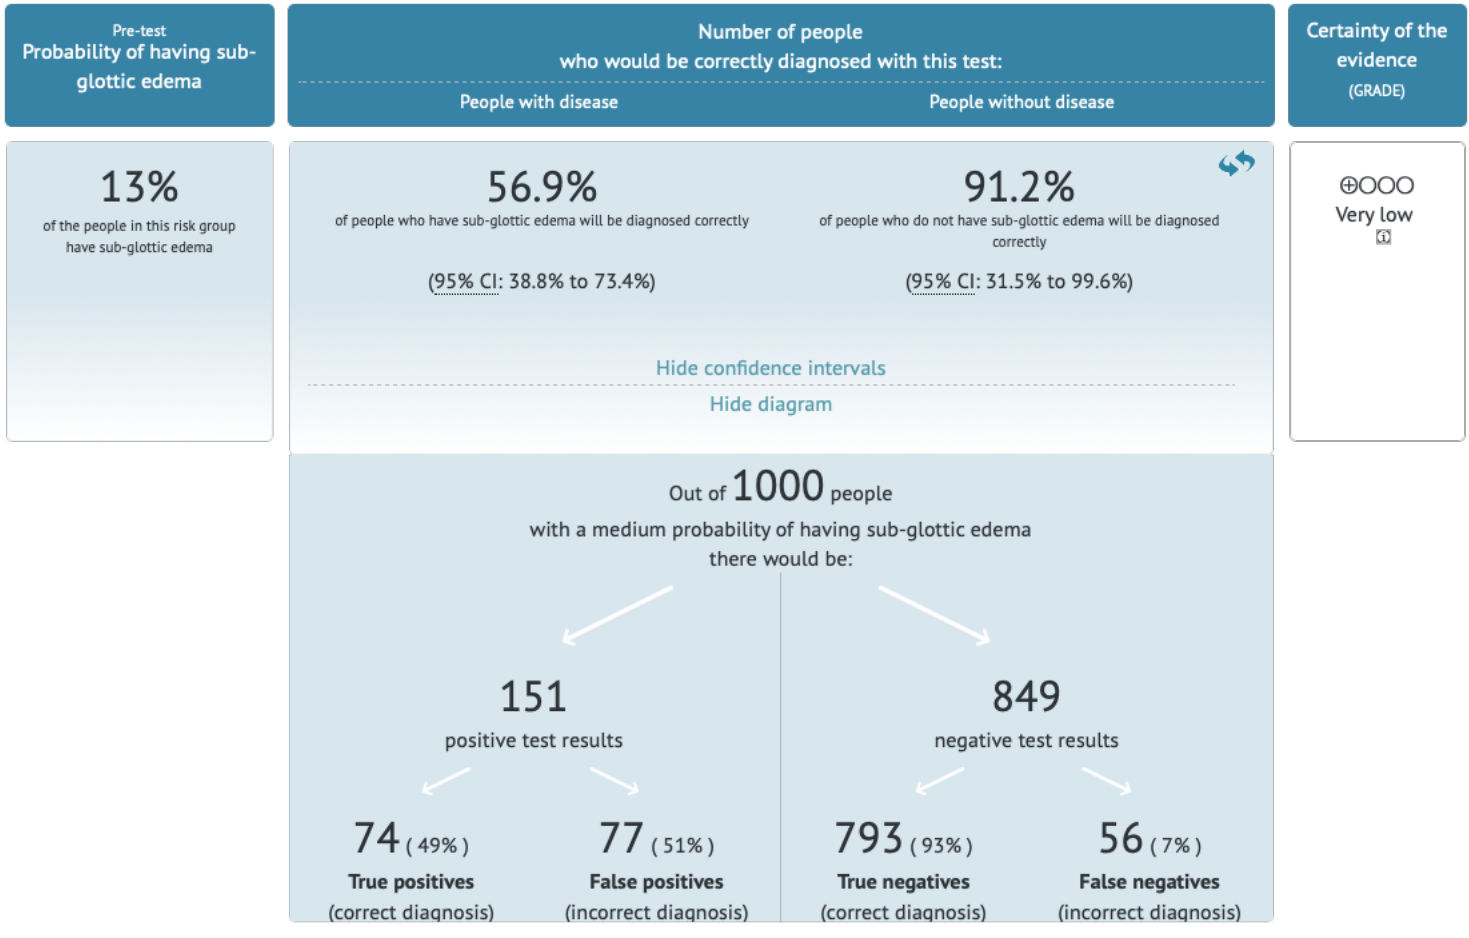 Pre-test
Probability of having sub-
glottic edema
Number of people
who would be correctly diagnosed with this test:
People with disease
People without disease
Certainty of the
evidence
(GRADE)
13%
of the people in this risk group
have sub-glottic edema
56.9%
of people who have sub-glottic edema will be diagnosed correctly
(95% CI: 38.8% to 73.4%)
91.2%
of people who do not have sub-glottic edema will be diagnosed
correctly
(95% CI: 31.5% to 99.6%)
Hide confidence intervals
Hide diagram
⊕○○○
Very low
Out of 1000 people
with a medium probability of having sub-glottic edema
there would be:
151
positive test results
849
negative test results
74 ( 49% )
True positives
(correct diagnosis)
77 ( 51% )
False positives
(incorrect diagnosis)
793 ( 93% )
True negatives
(correct diagnosis)
56 ( 7% )
False negatives
(incorrect diagnosis)